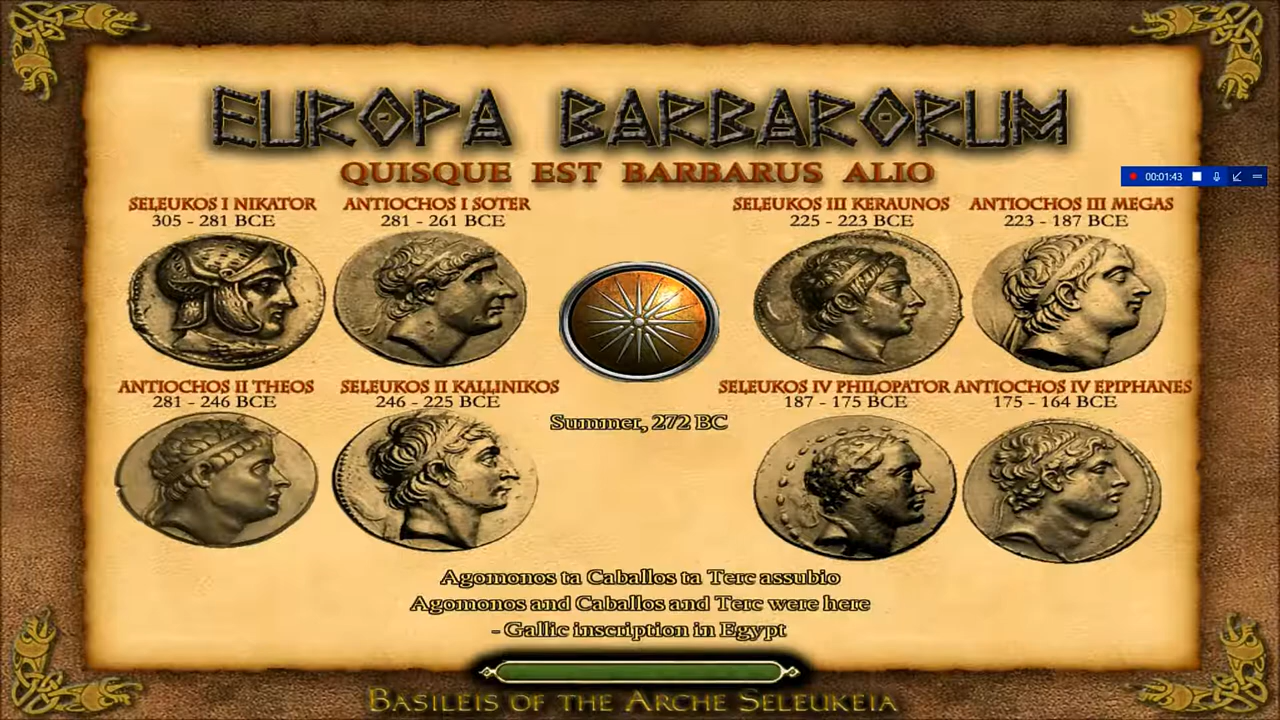 EUROPA BARBARORUM
QUISQUE EST BARBARUS ALIO
00:01:43
SELEUKOS I NIKATOR
305 - 281 BCE
ANTIOCHOS I SOTER
281 - 261 BCE
SELEUKOS III KERAUNOS
225 - 223 BCE
ANTIOCHOS III MEGAS
223 - 187 BCE
ANTIOCHOS II THEOS
281 - 246 BCE
SELEUKOS II KALLINIKOS
246 - 225 BCE
SELEUKOS IV PHILOPATOR
187 - 175 BCE
ANTIOCHOS IV EPIPHANES
175 - 164 BCE
Summer, 272 BC
Agomonos ta Caballos ta Terc assubio
Agomonos and Caballos and Terc were here
- Gallic inscription in Egypt
BASILEIS OF THE ARCHE SELEUKEIA